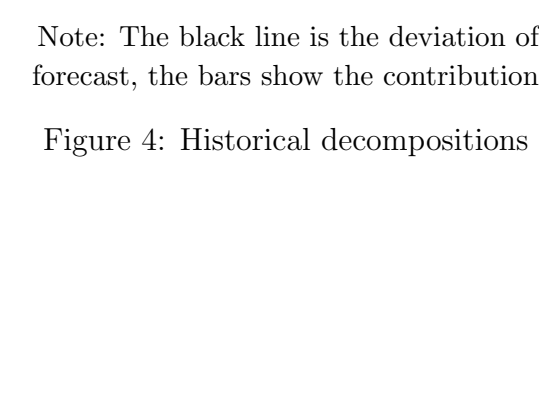 Note: The black line is the deviation of
forecast, the bars show the contribution
Figure 4: Historical decompositions